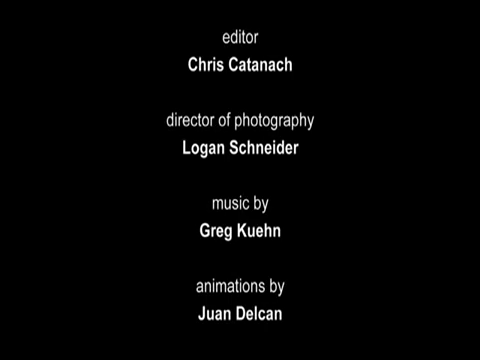 editor
Chris Catanach
director of photography
Logan Schneider
music by
Greg Kuehn
animations by
Juan Delcan